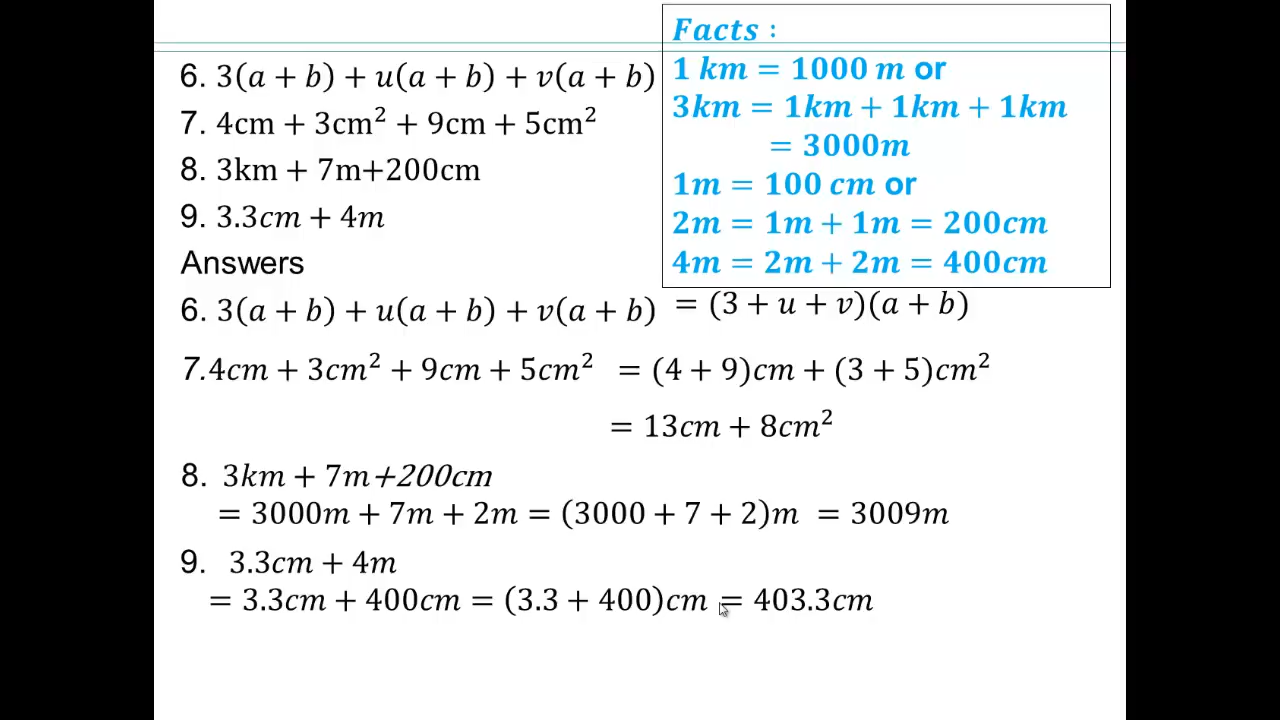 6. 3(a + b) + u(a + b) + v(a + b)
7. 4cm + 3cm² + 9cm + 5cm²
8. 3km + 7m+200cm
9. 3.3cm + 4m
Facts :
1 km = 1000 m or
3km = 1km + 1km + 1km
= 3000m
1m = 100 cm or
2m = 1m + 1m = 200cm
4m = 2m + 2m = 400cm
Answers
6. 3(a + b) + u(a + b) + v(a + b) = (3 + u + v)(a + b)
7.4cm + 3cm² + 9cm + 5cm² = (4 + 9)cm + (3 + 5)cm²
= 13cm + 8cm²
8. 3km + 7m+200cm
= 3000m + 7m + 2m = (3000 + 7 + 2)m = 3009m
9. 3.3cm + 4m
= 3.3cm + 400cm = (3.3 + 400)cm = 403.3cm